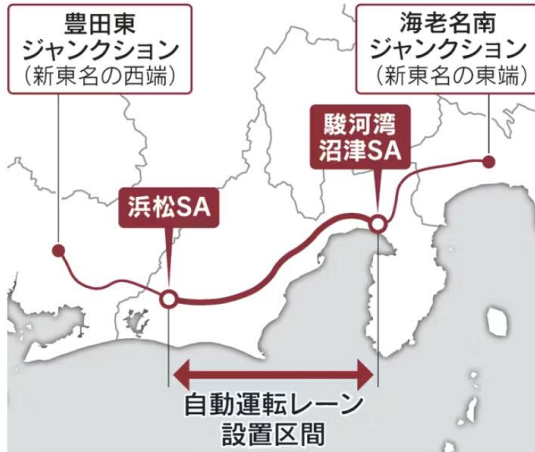 豊田東
ジャンクション
(新東名の西端)
海老名南
ジャンクション
(新東名の東端)
駿河湾
沼津SA
浜松SA
自動運転レーン
設置区間